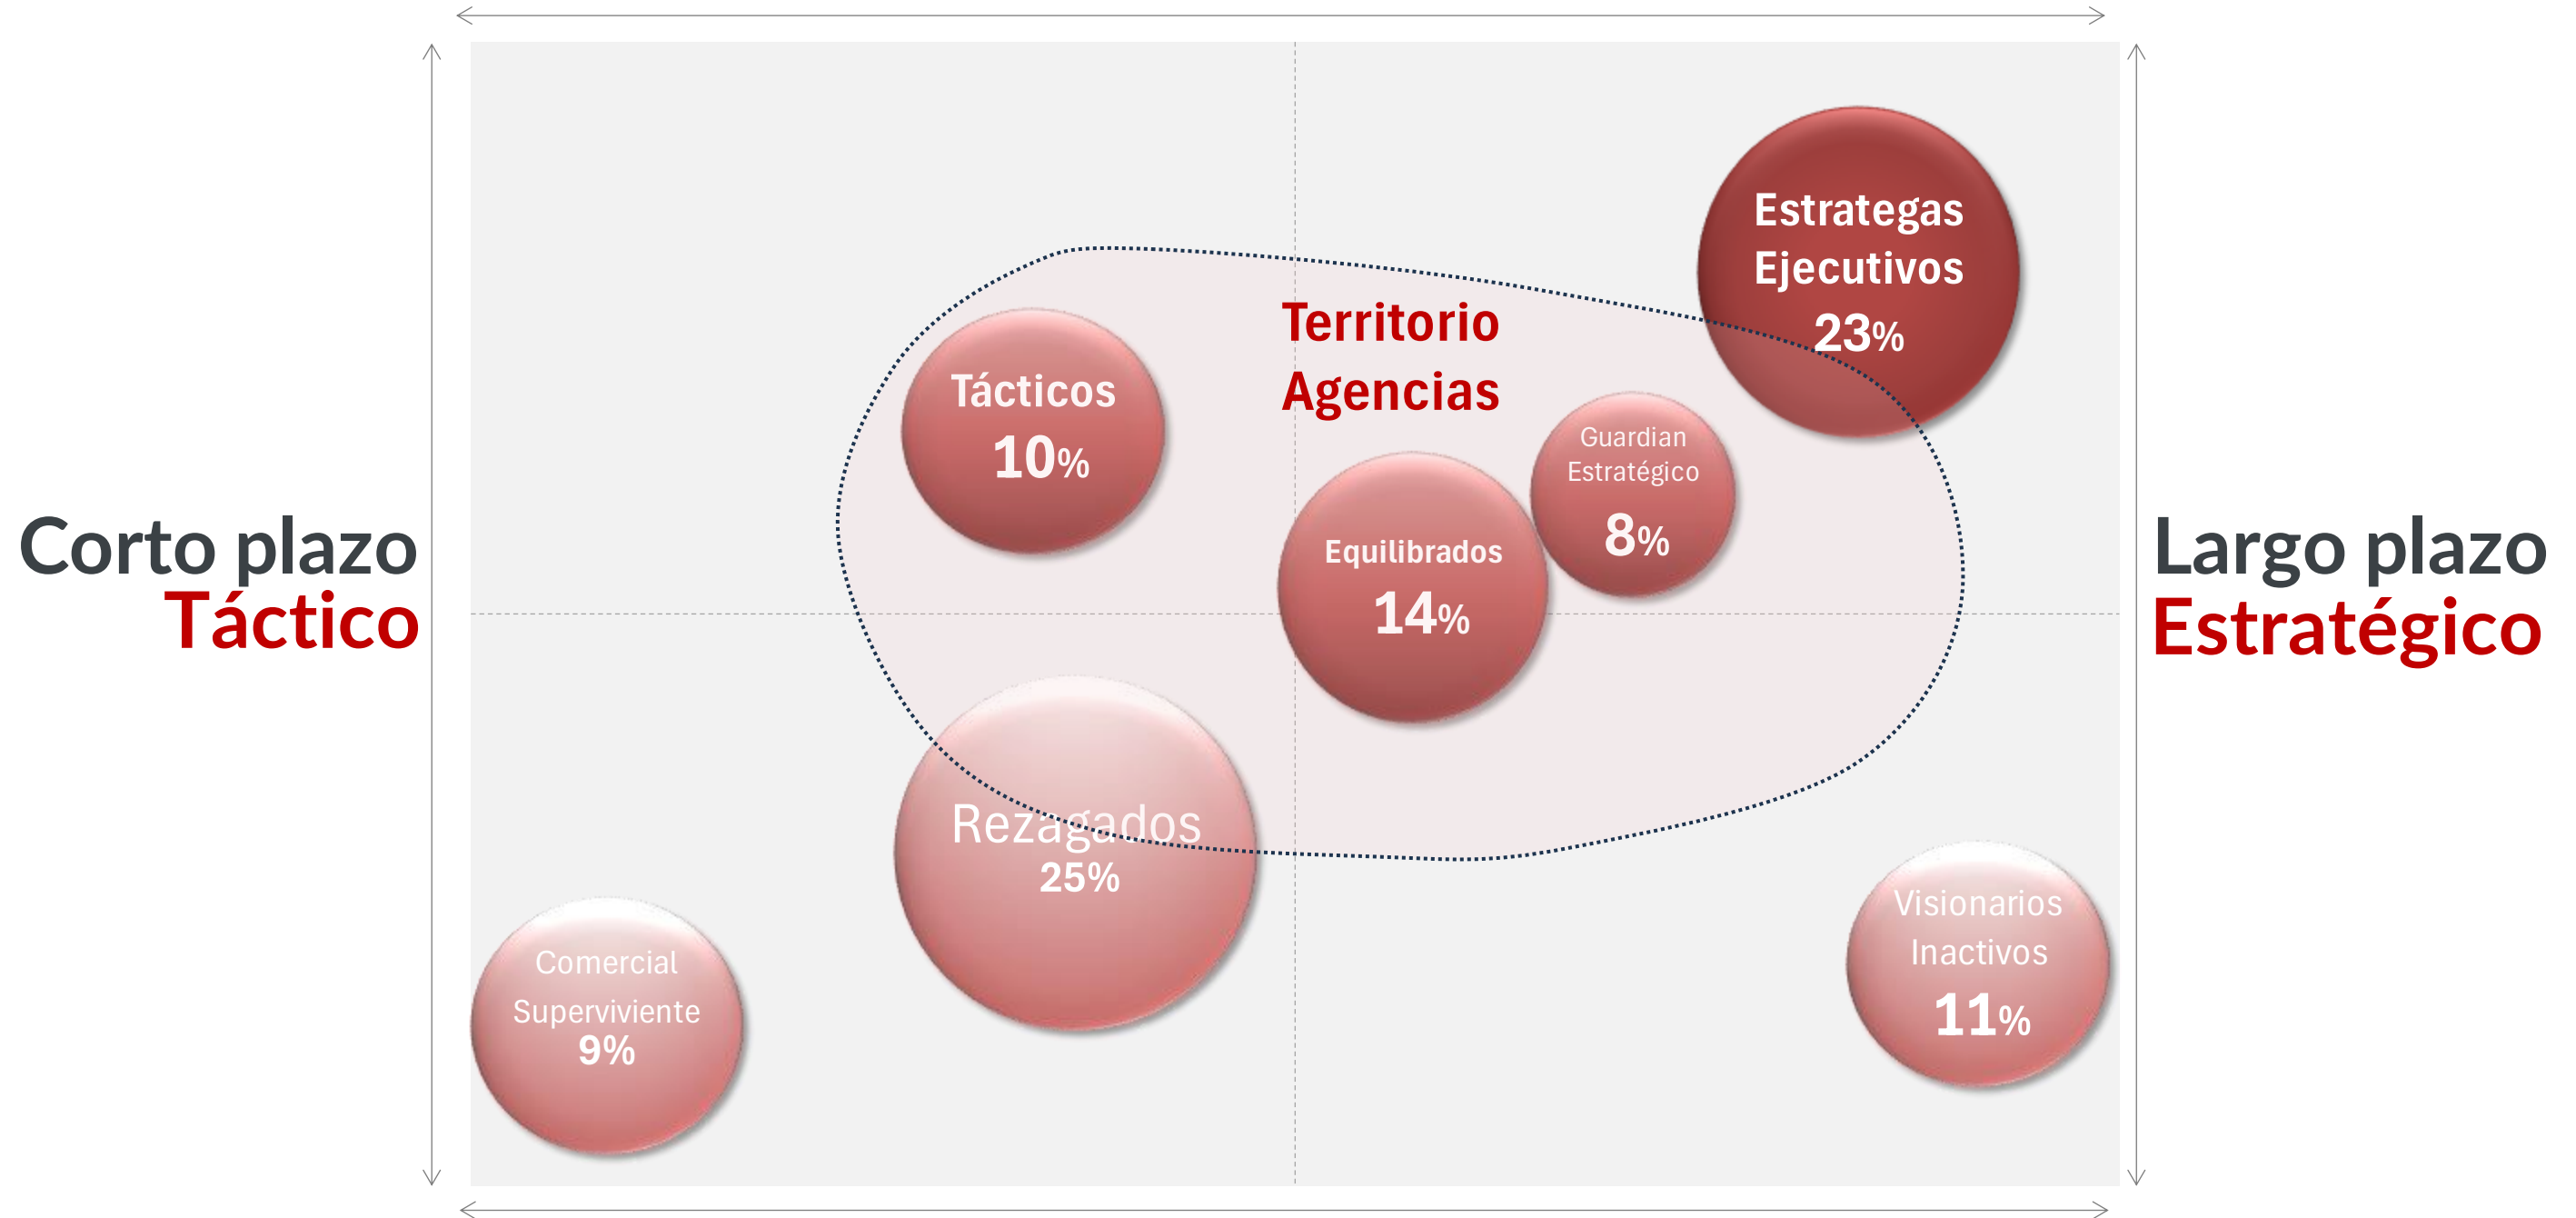 Estrategas
Ejecutivos
23%
Territorio
Agencias
Tácticos
10%
Guardian
Estratégico
8%
Equilibrados
14%
Corto plazo
Táctico
Largo plazo
Estratégico
Rezagados
25%
Visionarios
Inactivos
11%
Comercial
Superviviente
9%